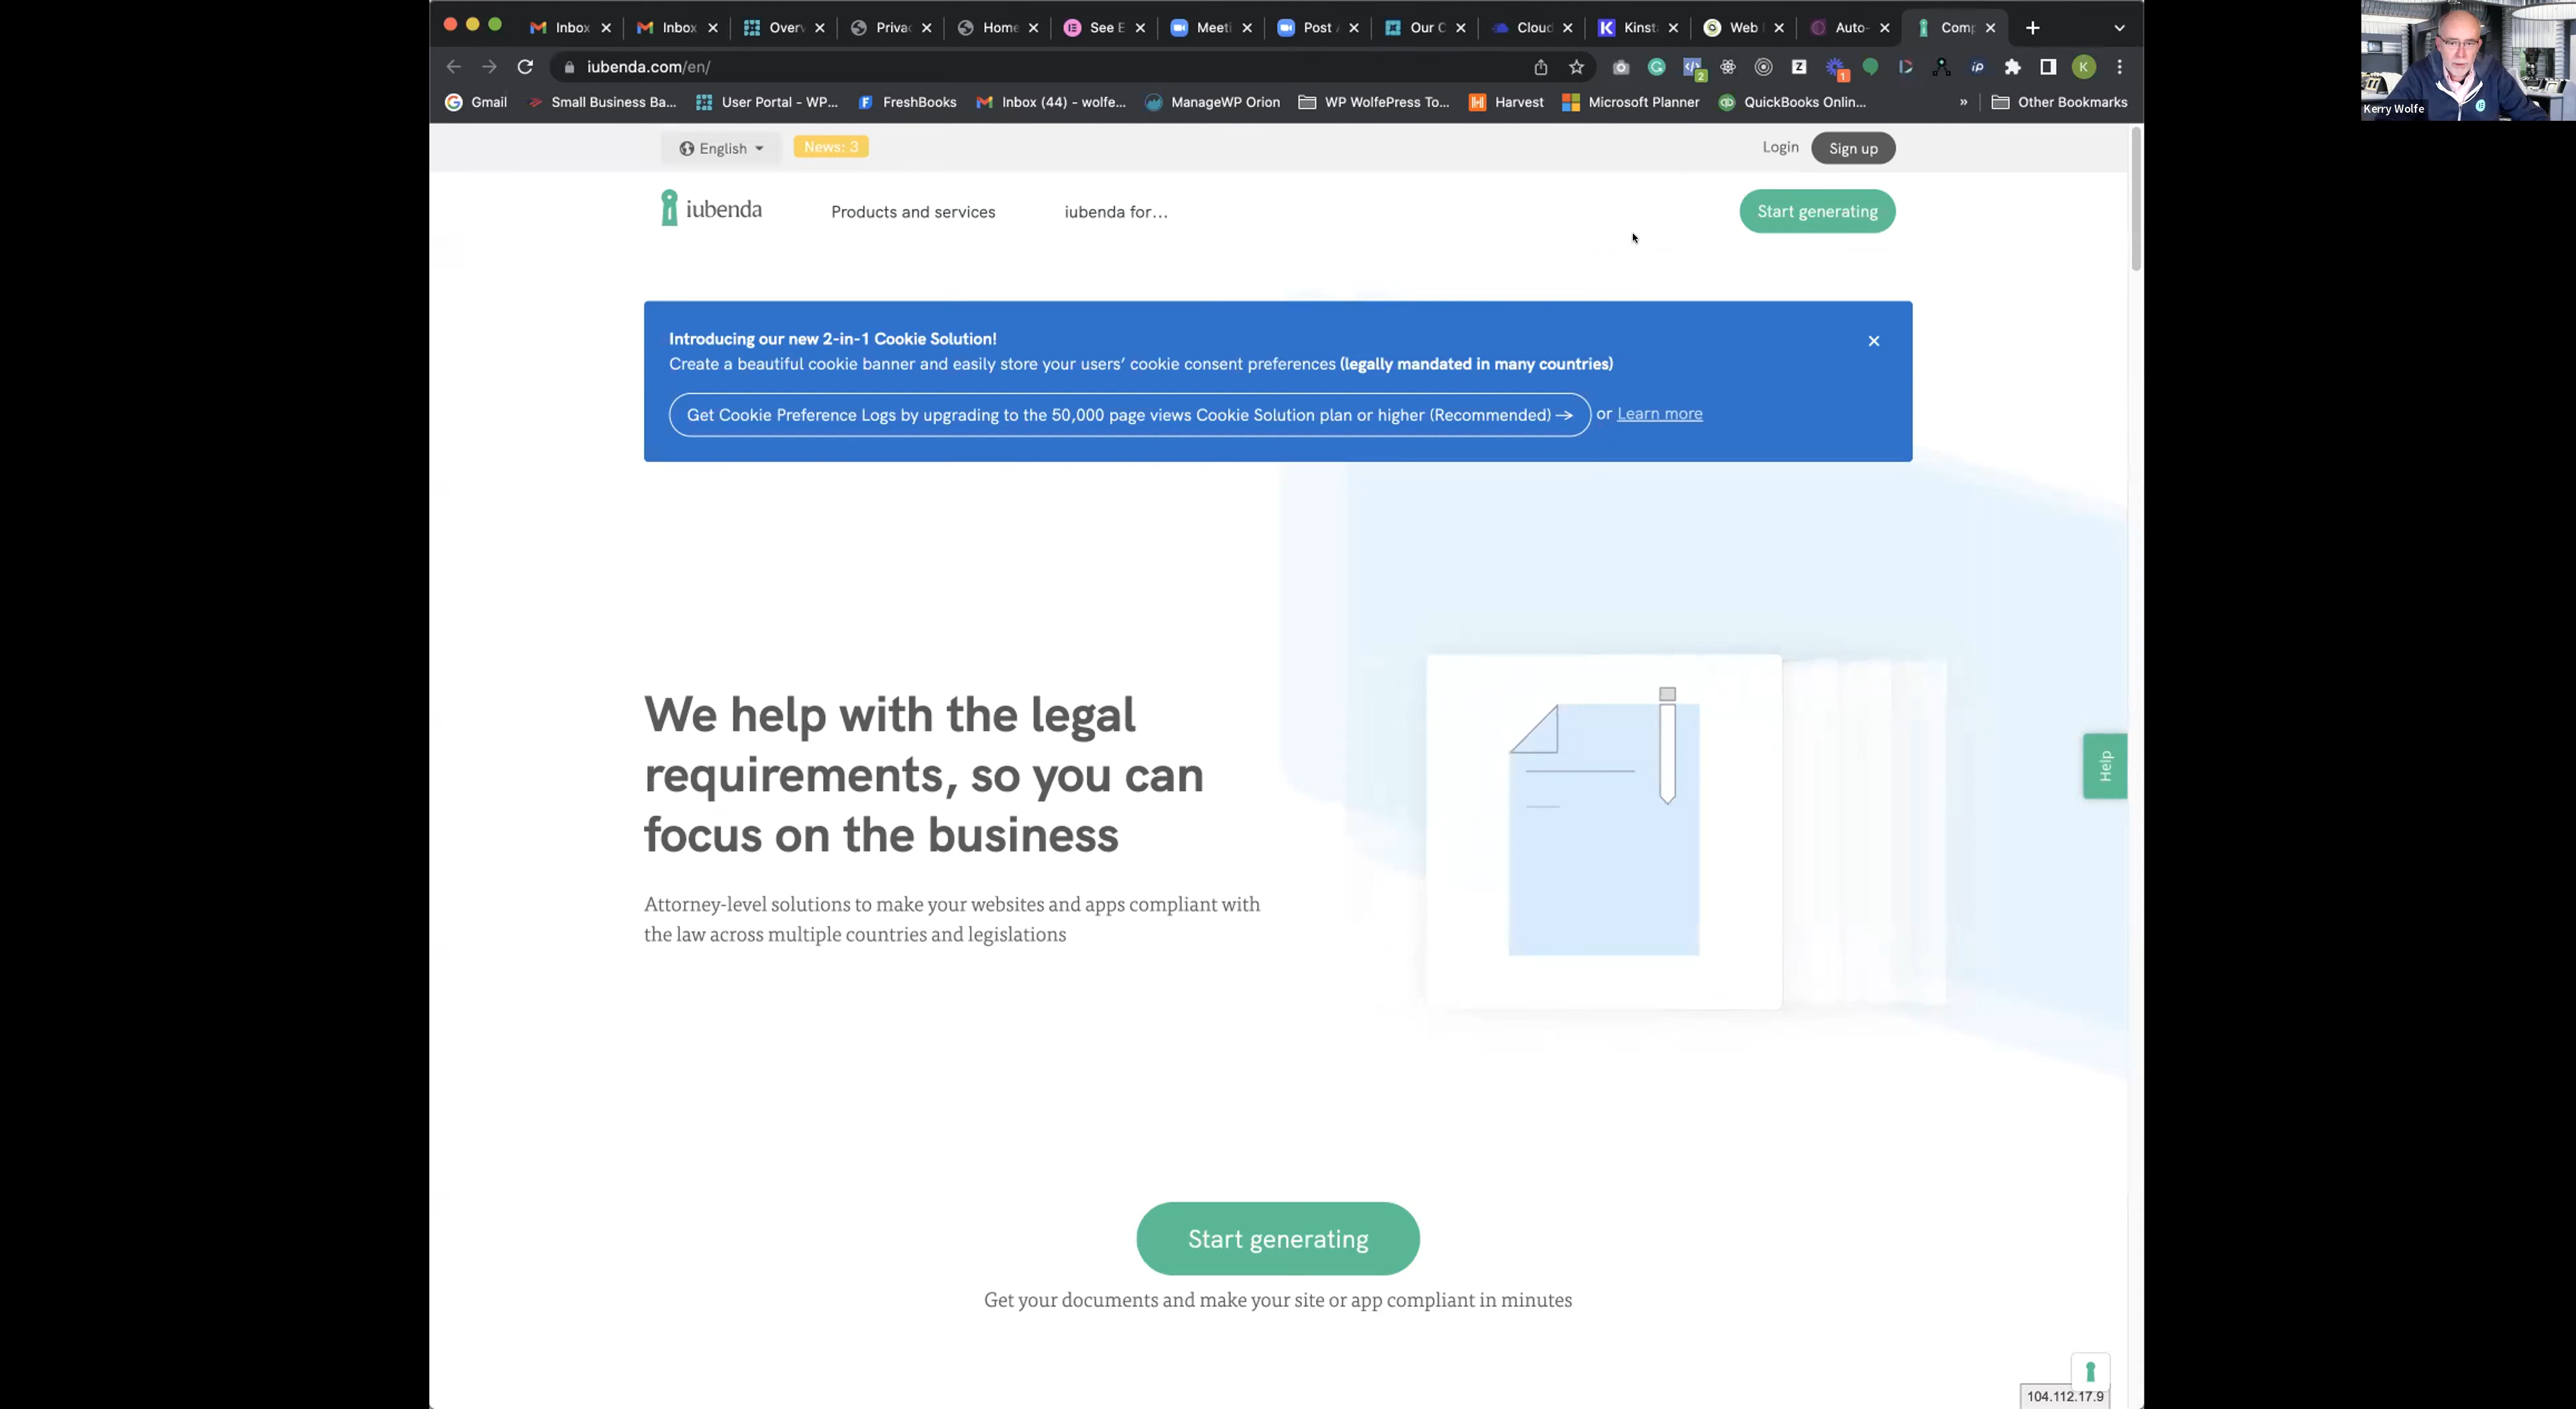 Inbox
Inbox
Over
Priva
Home
See E
Meeti
Post
Our C
Cloud
Kinst
Web
Auto-
Comp
iubenda.com/en/
Gmail
Small Business Ba...
User Portal - WP...
FreshBooks
Inbox (44) - wolfe...
ManageWP Orion
WP WolfePress To...
Harvest
Microsoft Planner
QuickBooks Onlin...
»
Other Bookmarks
Kerry Wolfe
English
News: 3
Login
Sign up
iubenda
Products and services
iubenda for...
Start generating
Introducing our new 2-in-1 Cookie Solution!
Create a beautiful cookie banner and easily store your users’ cookie consent preferences (legally mandated in many countries)
Get Cookie Preference Logs by upgrading to the 50,000 page views Cookie Solution plan or higher (Recommended) → or Learn more
We help with the legal
requirements, so you can
focus on the business
Attorney-level solutions to make your websites and apps compliant with
the law across multiple countries and legislations
Help
Start generating
Get your documents and make your site or app compliant in minutes
104.112.17.9